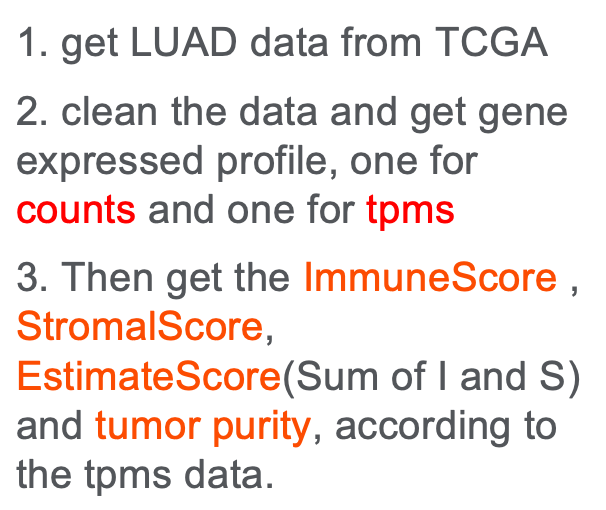 1. get LUAD data from TCGA
2. clean the data and get gene
expressed profile, one for
counts and one for tpms
3. Then get the ImmuneScore ,
StromalScore,
EstimateScore(Sum of I and S)
and tumor purity, according to
the tpms data.